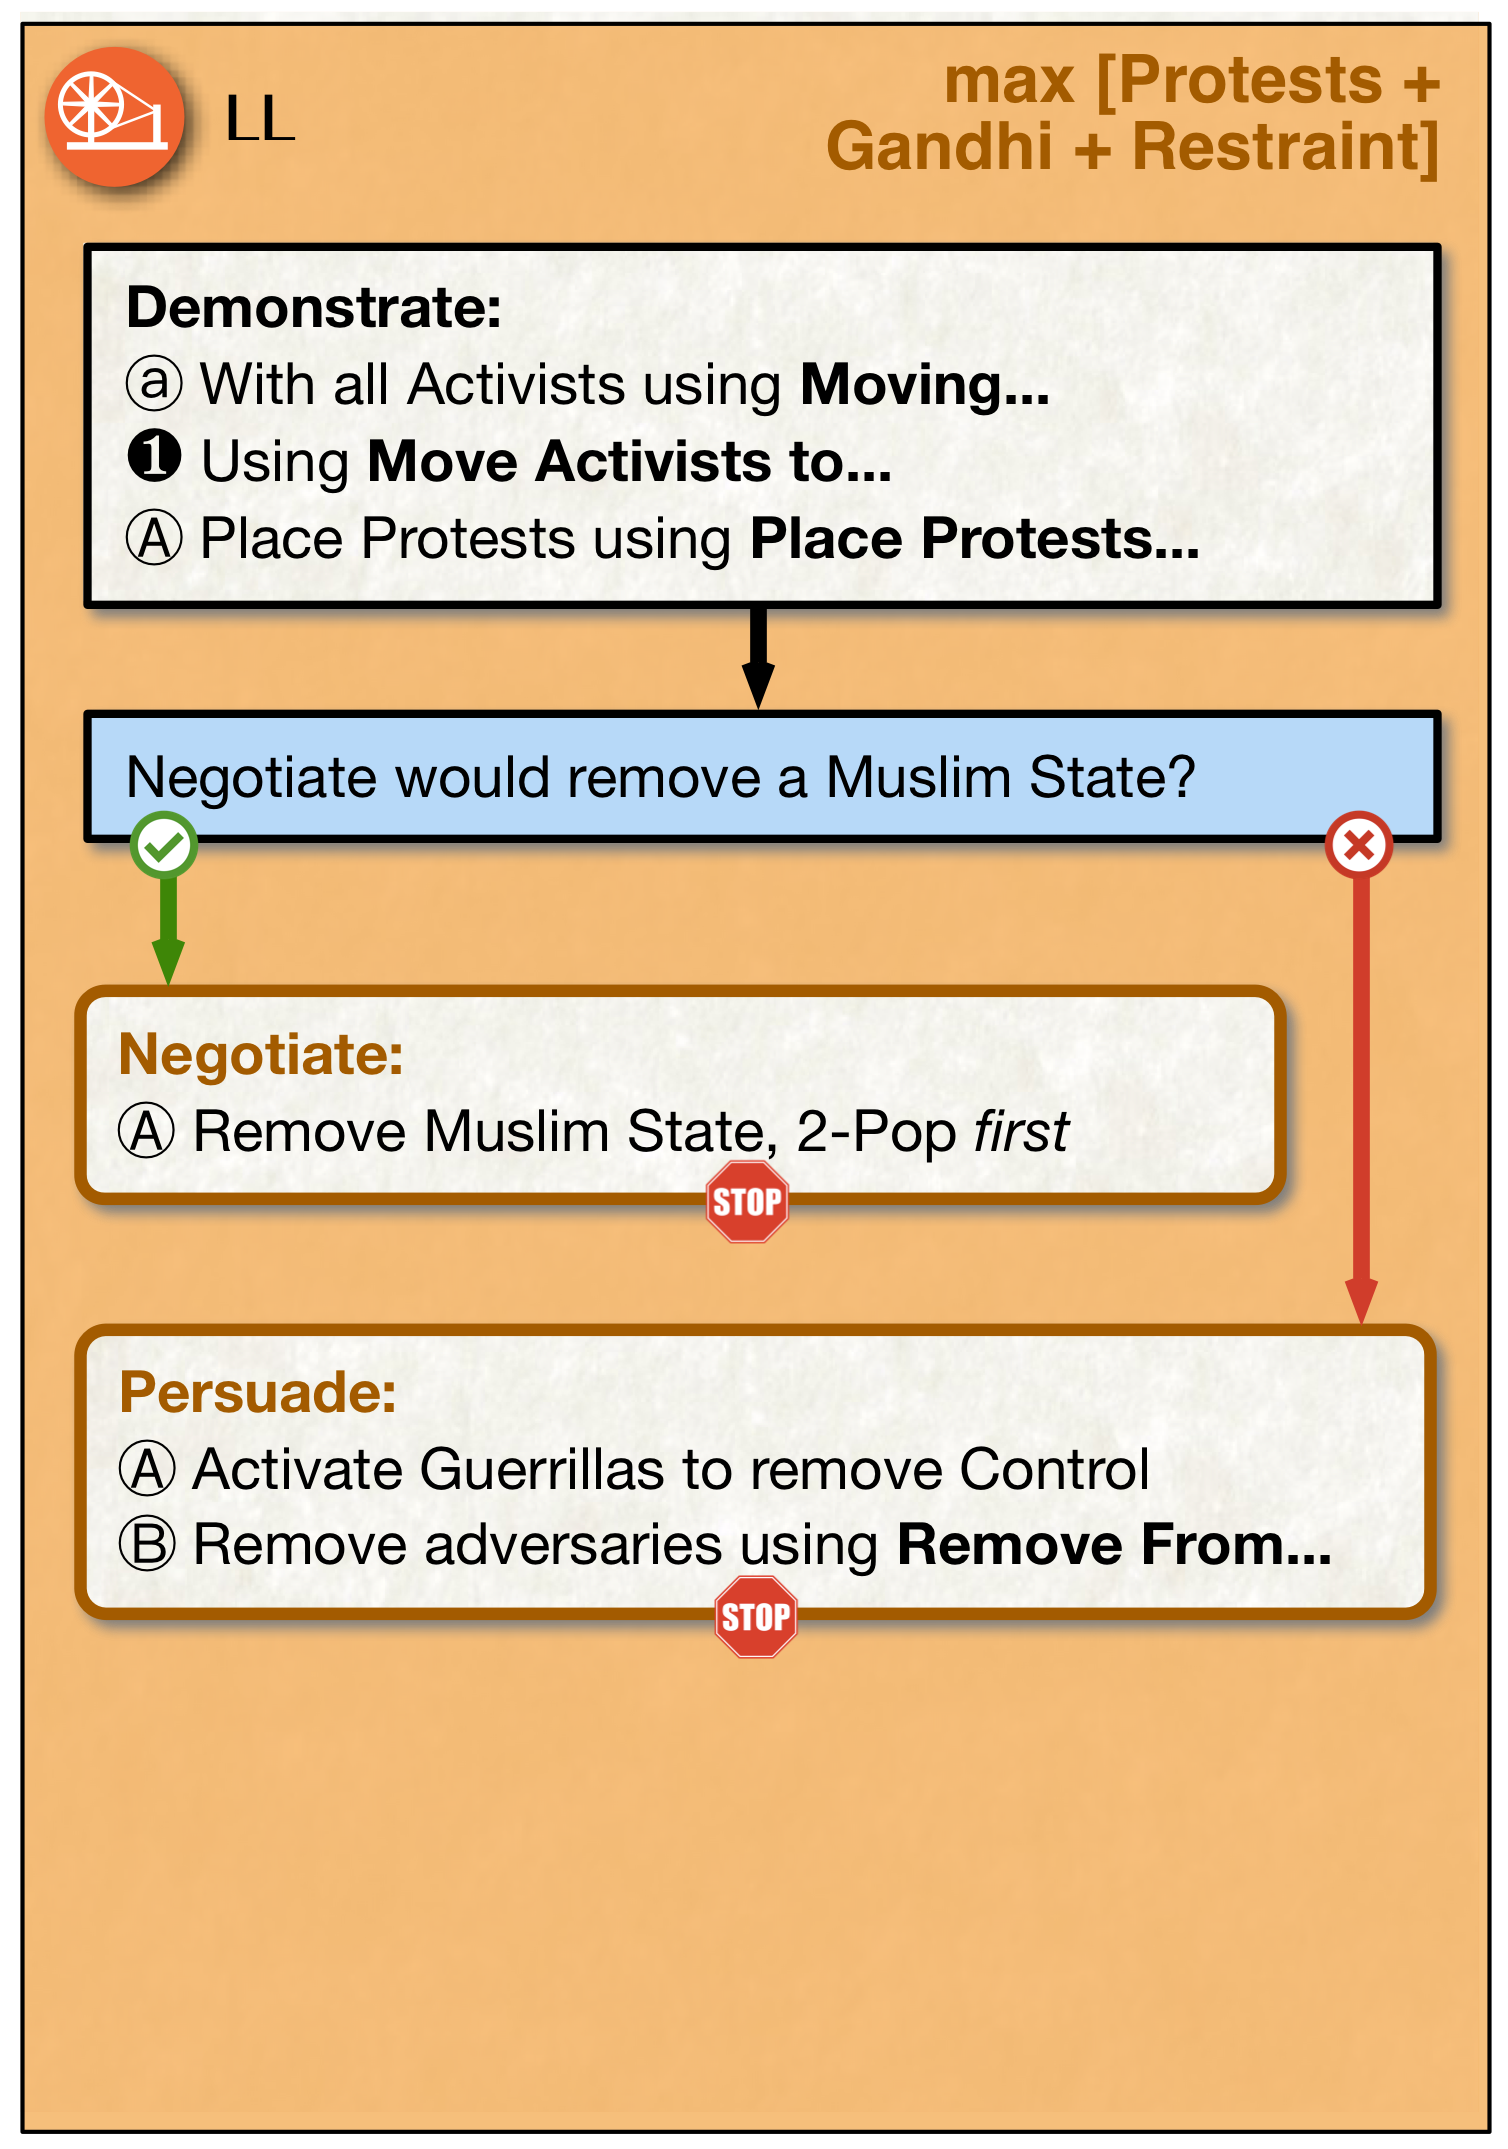 LL
max [Protests +
Gandhi + Restraint]
Demonstrate:
ⓐ With all Activists using Moving...
❶ Using Move Activists to...
Ⓐ Place Protests using Place Protests...
Negotiate would remove a Muslim State?
Negotiate:
Ⓐ Remove Muslim State, 2-Pop first
STOP
Persuade:
Ⓐ Activate Guerrillas to remove Control
Ⓑ Remove adversaries using Remove From...
STOP